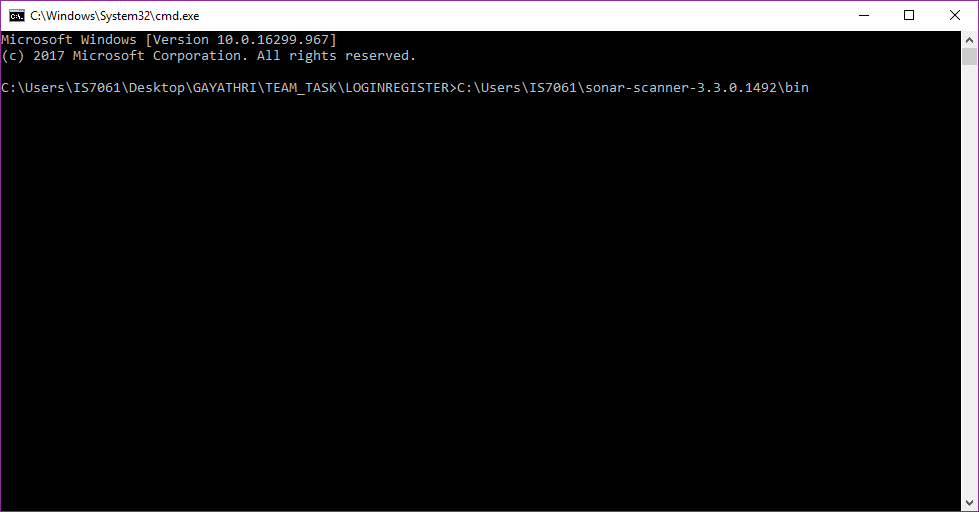 C:\Windows\System32\cmd.exe
Microsoft Windows [Version 10.0.16299.967]
(c) 2017 Microsoft Corporation. All rights reserved.
C:\Users\IS7061\Desktop\GAYATHRI\TEAM_TASK\LOGINREGISTER>C:\Users\IS7061\sonar-scanner-3.3.0.1492\bin